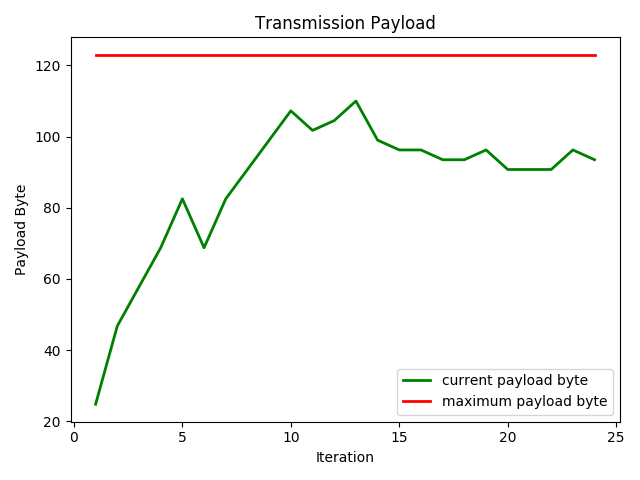 Transmission Payload
120
100
80
60
40
20
Payload Byte
0
5
10
15
20
25
Iteration
current payload byte
maximum payload byte